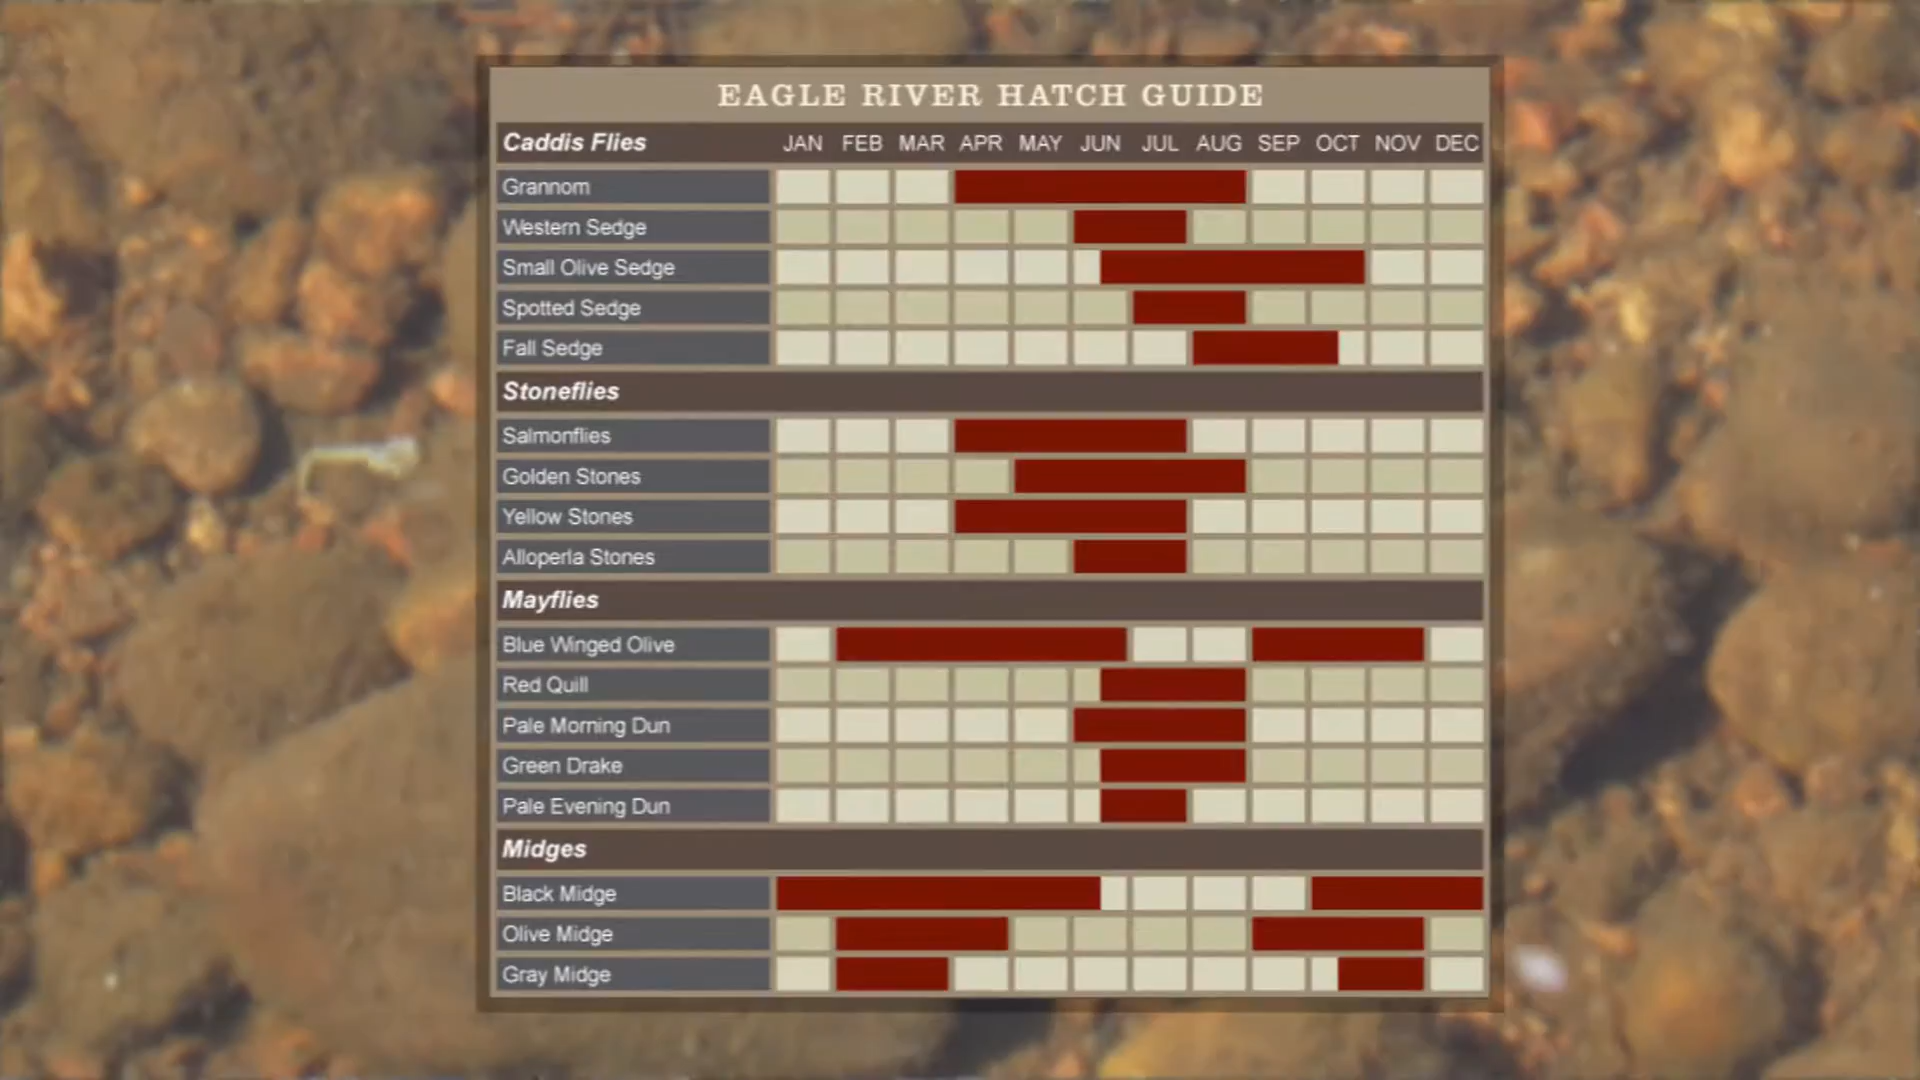 EAGLE RIVER HATCH GUIDE
Caddis Flies JAN FEB MAR APR MAY JUN JUL AUG SEP OCT NOV DEC
Grannom
Western Sedge
Small Olive Sedge
Spotted Sedge
Fall Sedge
Stoneflies
Salmonflies
Golden Stones
Yellow Stones
Alloperla Stones
Mayflies
Blue Winged Olive
Red Quill
Pale Morning Dun
Green Drake
Pale Evening Dun
Midges
Black Midge
Olive Midge
Gray Midge